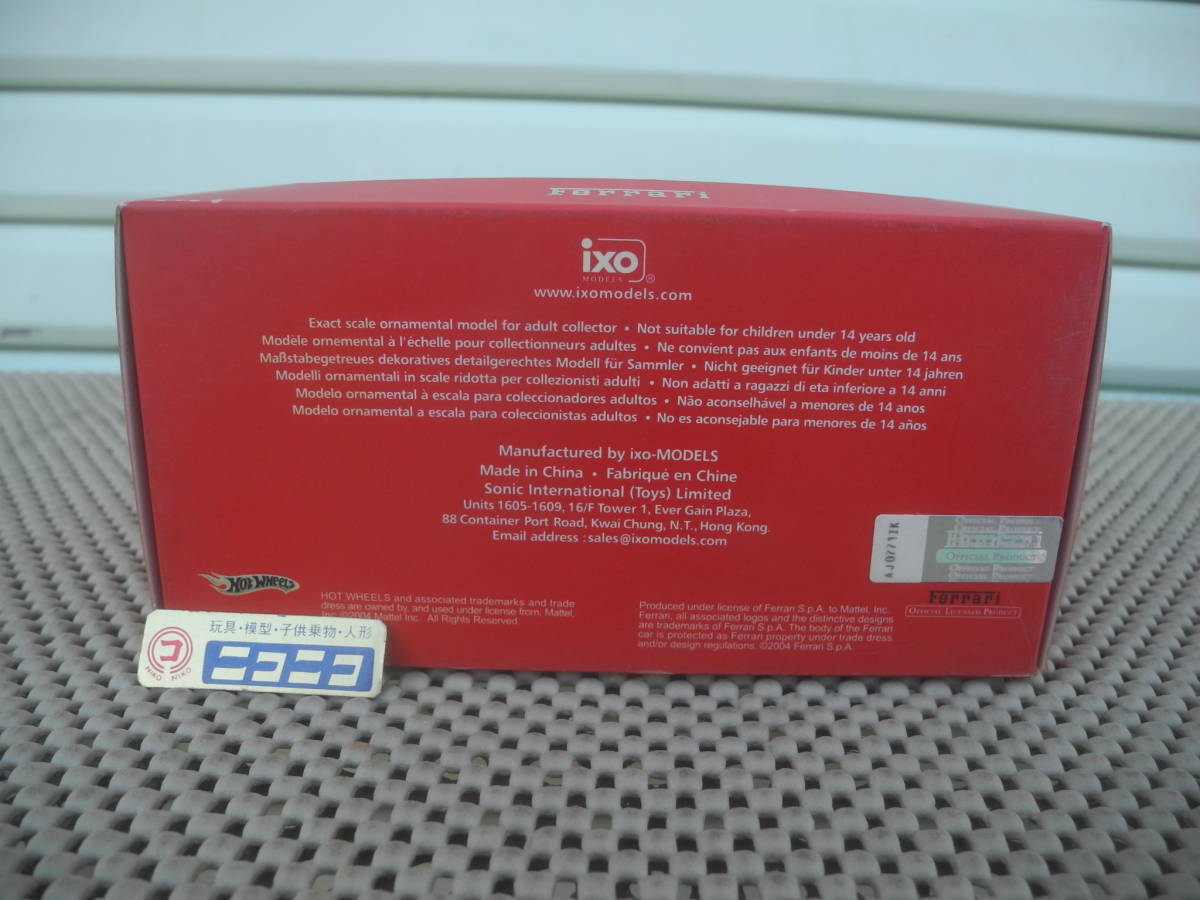 Ferrari
ixo
MODELS ®
www.ixomodels.com
Exact scale ornamental model for adult collector • Not suitable for children under 14 years old
Modèle ornemental à l'échelle pour collectionneurs adultes • Ne convient pas aux enfants de moins de 14 ans
Maßstabegetreues dekoratives detailgerechtes Modell für Sammler • Nicht geeignet für Kinder unter 14 jahren
Modelli ornamentali in scale ridotta per collezionisti adulti • Non adatti a ragazzi di eta inferiore a 14 anni
Modelo ornamental à escala para coleccionadores adultos • Não aconselhável a menores de 14 anos
Modelo ornamental a escala para coleccionistas adultos • No es aconsejable para menores de 14 años
Manufactured by ixo-MODELS
Made in China • Fabriqué en Chine
Sonic International (Toys) Limited
Units 1605-1609, 16/F Tower 1, Ever Gain Plaza,
88 Container Port Road, Kwai Chung, N.T., Hong Kong.
Email address :sales@ixomodels.com
OFFICIAL PRODUCT
OFFICIAL PRODUCT
OFFICIAL PRODUCT
OFFICIAL PRODUCT
HOT WHEELS
HOT WHEELS and associated trademarks and trade
dress are owned by, and used under license from, Mattel,
Inc. ©2004 Mattel Inc. All Rights Reserved.
Produced under license of Ferrari S.p.A. to Mattel, Inc.
Ferrari, all associated logos and the distinctive designs
are trademarks of Ferrari S.p.A. The body of the Ferrari
car is protected as Ferrari property under trade dress
and/or design regulations. ©2004 Ferrari S.p.A.
Ferrari
OFFICIAL LICENSED PRODUCT
玩具・模型・子供乗物・人形
コ
NIKO NIKO
ニコニコ